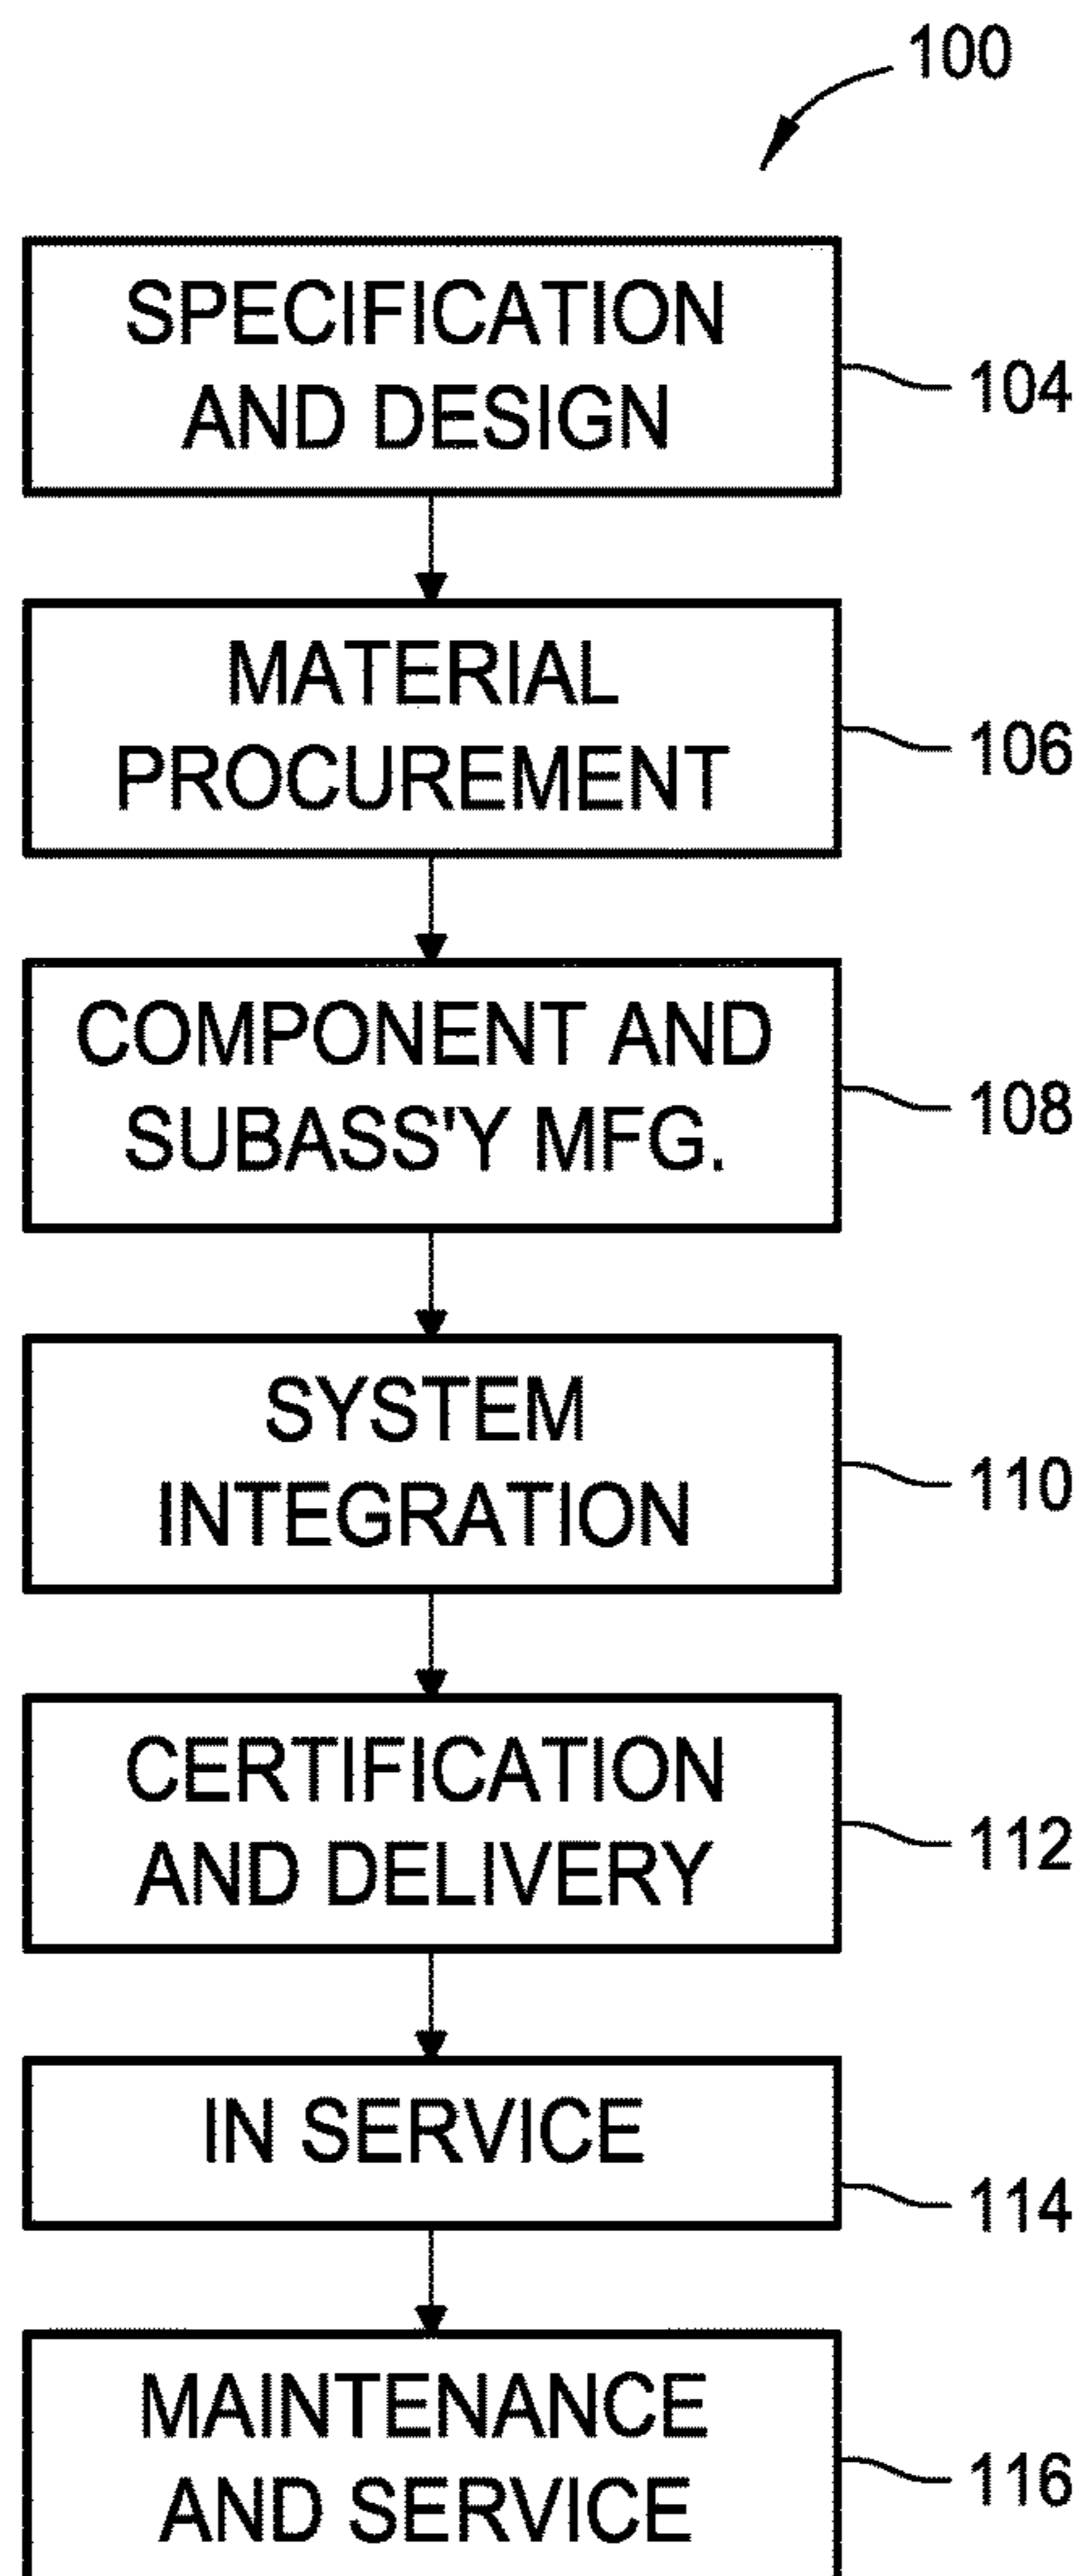 100
SPECIFICATION
AND DESIGN
104
MATERIAL
PROCUREMENT
106
COMPONENT AND
SUBASS'Y MFG.
108
SYSTEM
INTEGRATION
110
CERTIFICATION
AND DELIVERY
112
IN SERVICE
114
MAINTENANCE
AND SERVICE
116